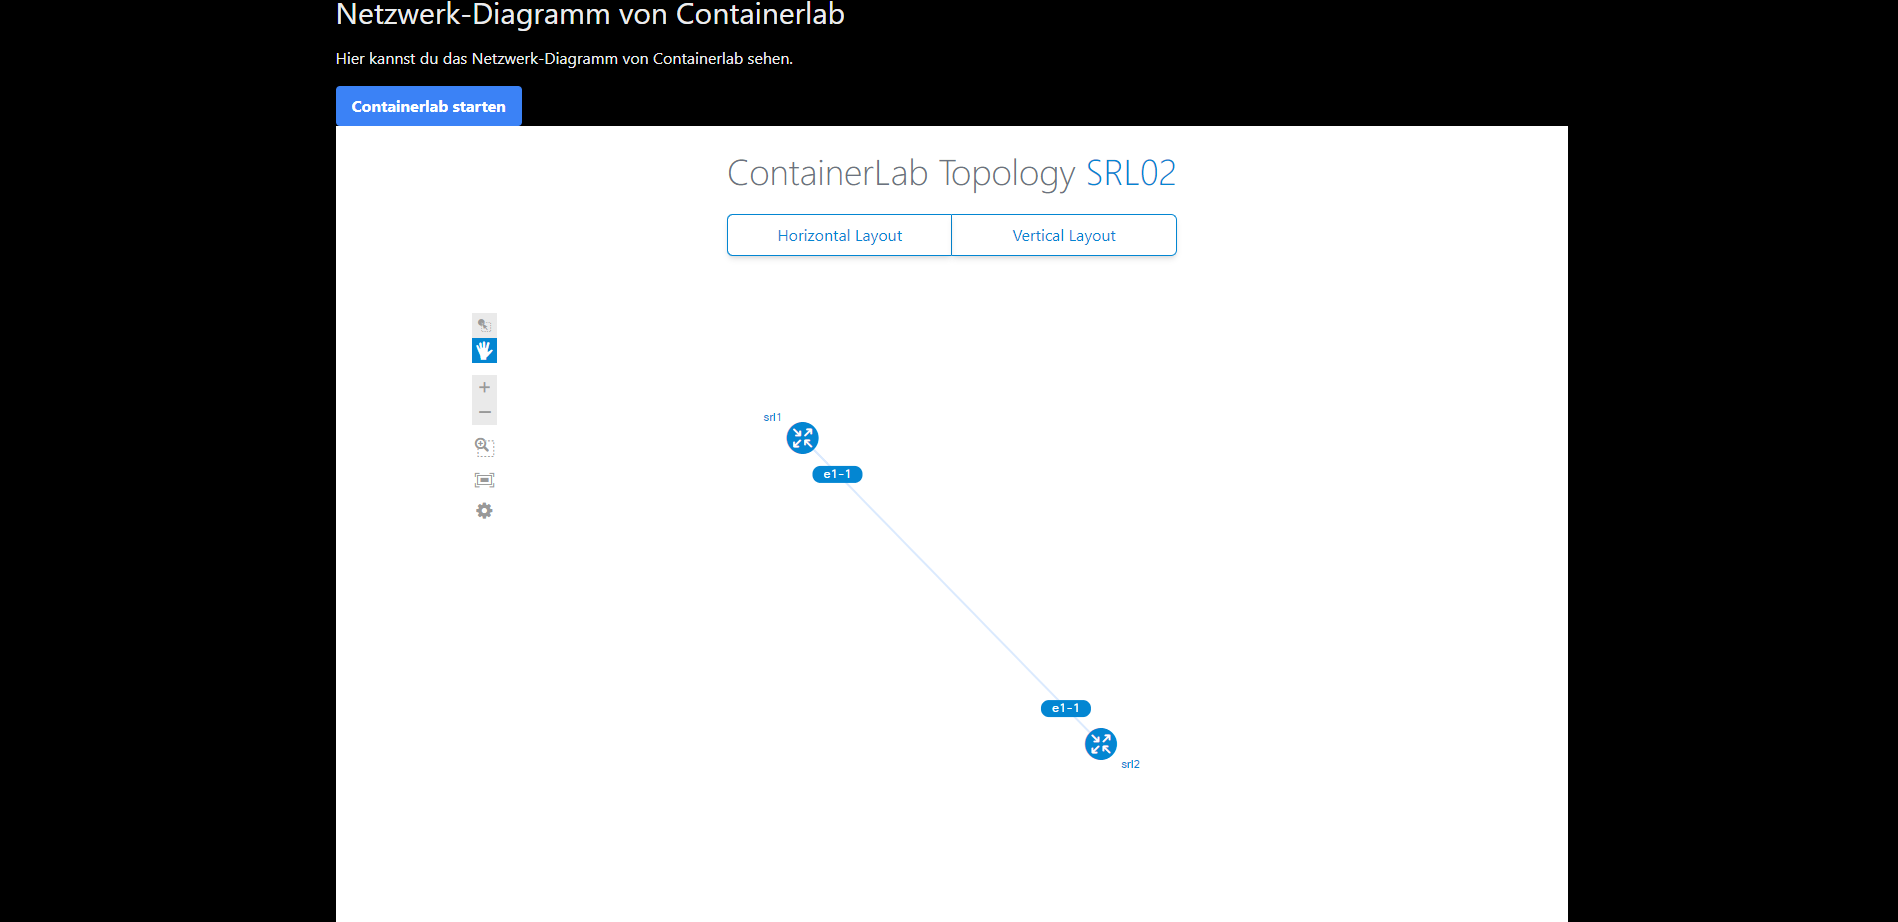 Netzwerk-Diagramm von Containerlab
Hier kannst du das Netzwerk-Diagramm von Containerlab sehen.
Containerlab starten
ContainerLab Topology SRL02
Horizontal Layout
Vertical Layout
srl1
e1-1
e1-1
srl2